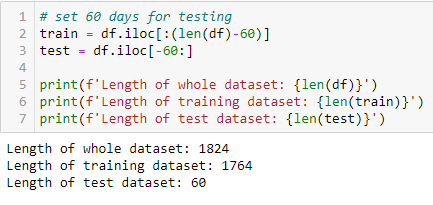 1 # set 60 days for testing
2 train = df.iloc[:(len(df)-60)]
3 test = df.iloc[-60:]
4
5 print(f'Length of whole dataset: {len(df)}')
6 print(f'Length of training dataset: {len(train)}')
7 print(f'Length of test dataset: {len(test)}')
Length of whole dataset: 1824
Length of training dataset: 1764
Length of test dataset: 60